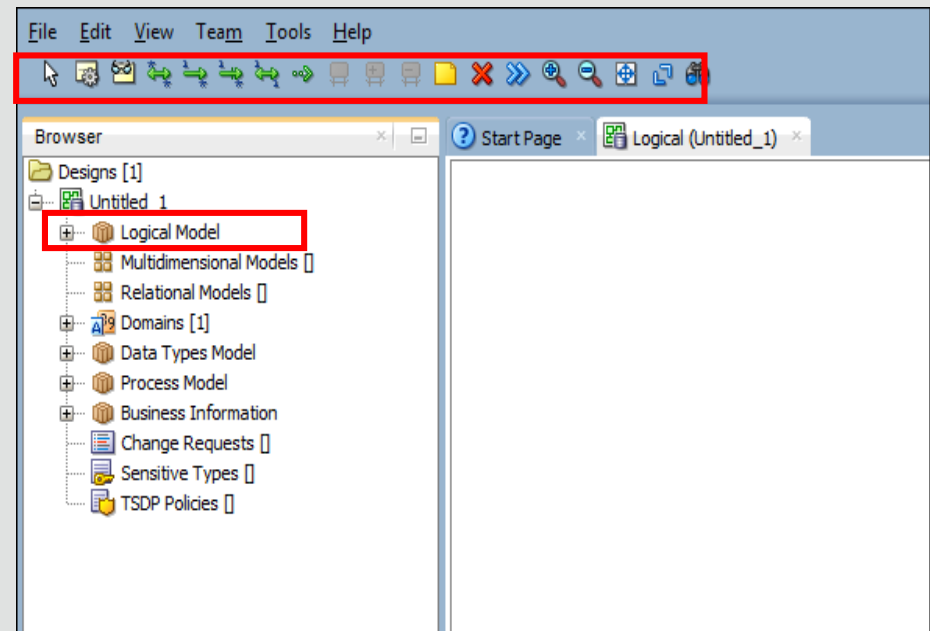 File Edit View Team Tools Help
Browser
Start Page
Logical (Untitled_1)
Designs [1]
Untitled_1
Logical Model
Multidimensional Models []
Relational Models []
Domains [1]
Data Types Model
Process Model
Business Information
Change Requests []
Sensitive Types []
TSDP Policies []